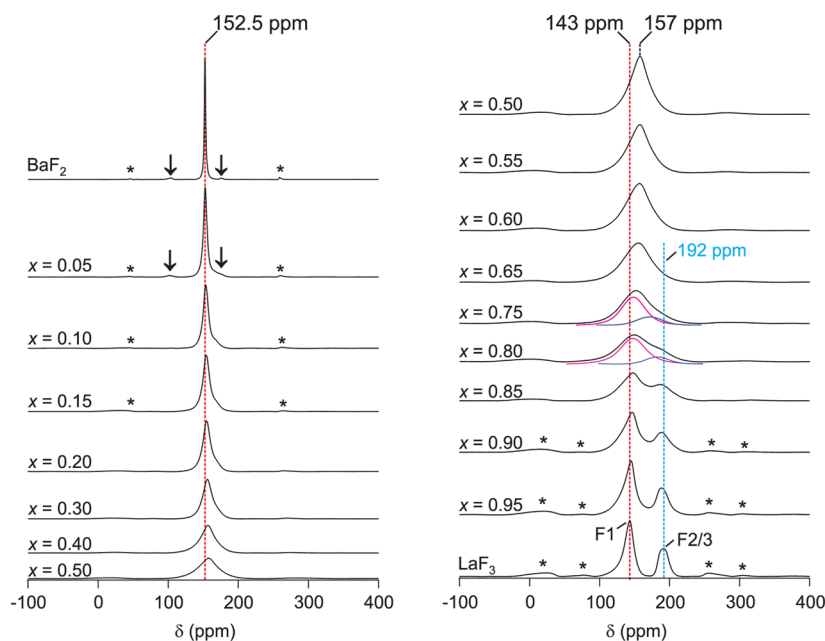 152.5 ppm
BaF2
*
*
x = 0.05
*
*
x = 0.10
*
*
x = 0.15
*
*
x = 0.20
x = 0.30
x = 0.40
x = 0.50
-100 0 100 200 300 400
δ (ppm)
143 ppm 157 ppm
x = 0.50
x = 0.55
x = 0.60
192 ppm
x = 0.65
x = 0.75
x = 0.80
x = 0.85
x = 0.90
* * * *
x = 0.95
* * * *
F1
F2/3
LaF3
* * * *
-100 0 100 200 300 400
δ (ppm)